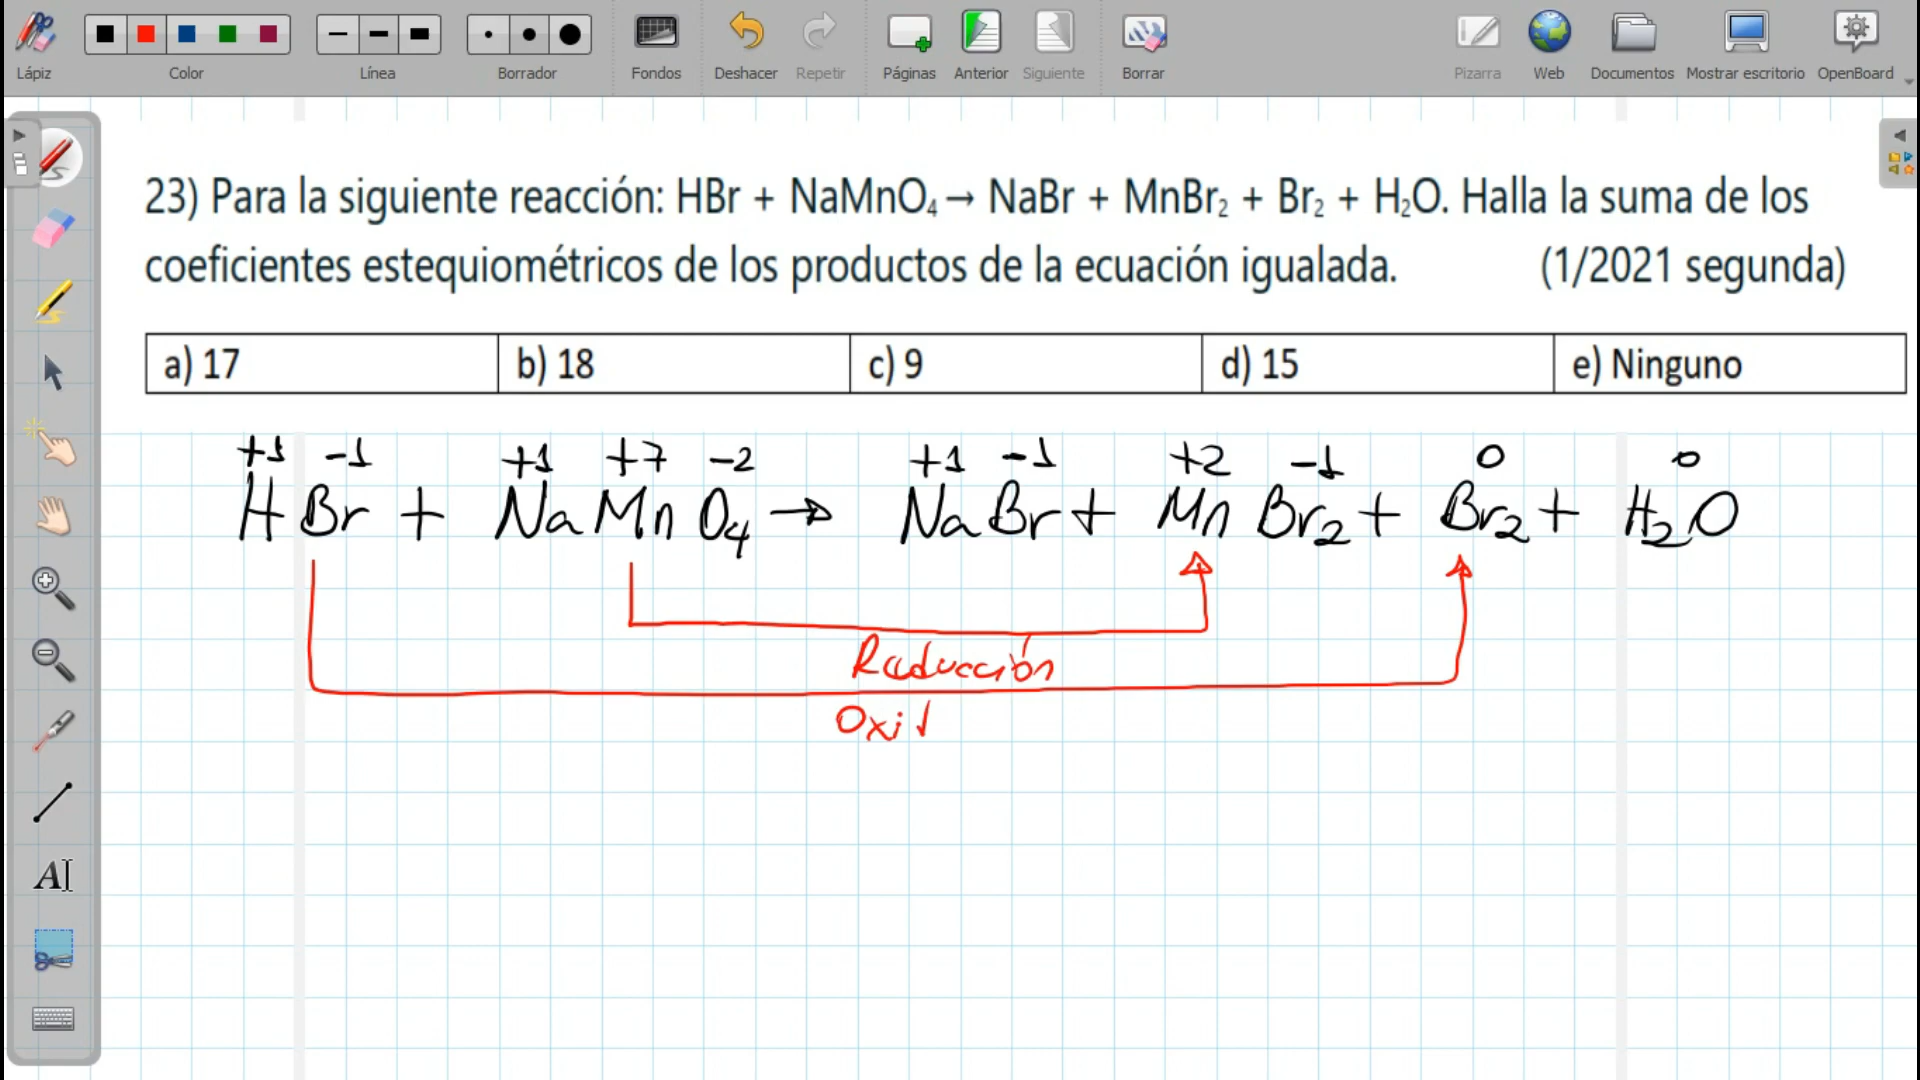 Lápiz Color Línea Borrador Fondos Deshacer Repetir Páginas Anterior Siguiente Borrar Pizarra Web Documentos Mostrar escritorio OpenBoard
23) Para la siguiente reacción: HBr + NaMnO₄→ NaBr + MnBr₂ + Br₂ + H₂O. Halla la suma de los
coeficientes estequiométricos de los productos de la ecuación igualada. (1/2021 segunda)
a) 17 b) 18 c) 9 d) 15 e) Ninguno
+1 -1 +1 +7 -2 +1 -1 +2 -1 0 0
HBr + NaMnO₄ → NaBr + MnBr₂ + Br₂ + H₂O
Reducción
Oxid
AI